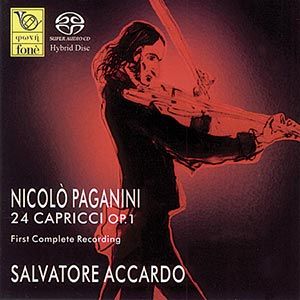 φωνή
fonè
SUPER AUDIO CD
Hybrid Disc
NICOLÒ PAGANINI
24 CAPRICCI OP.1
First Complete Recording
SALVATORE ACCARDO